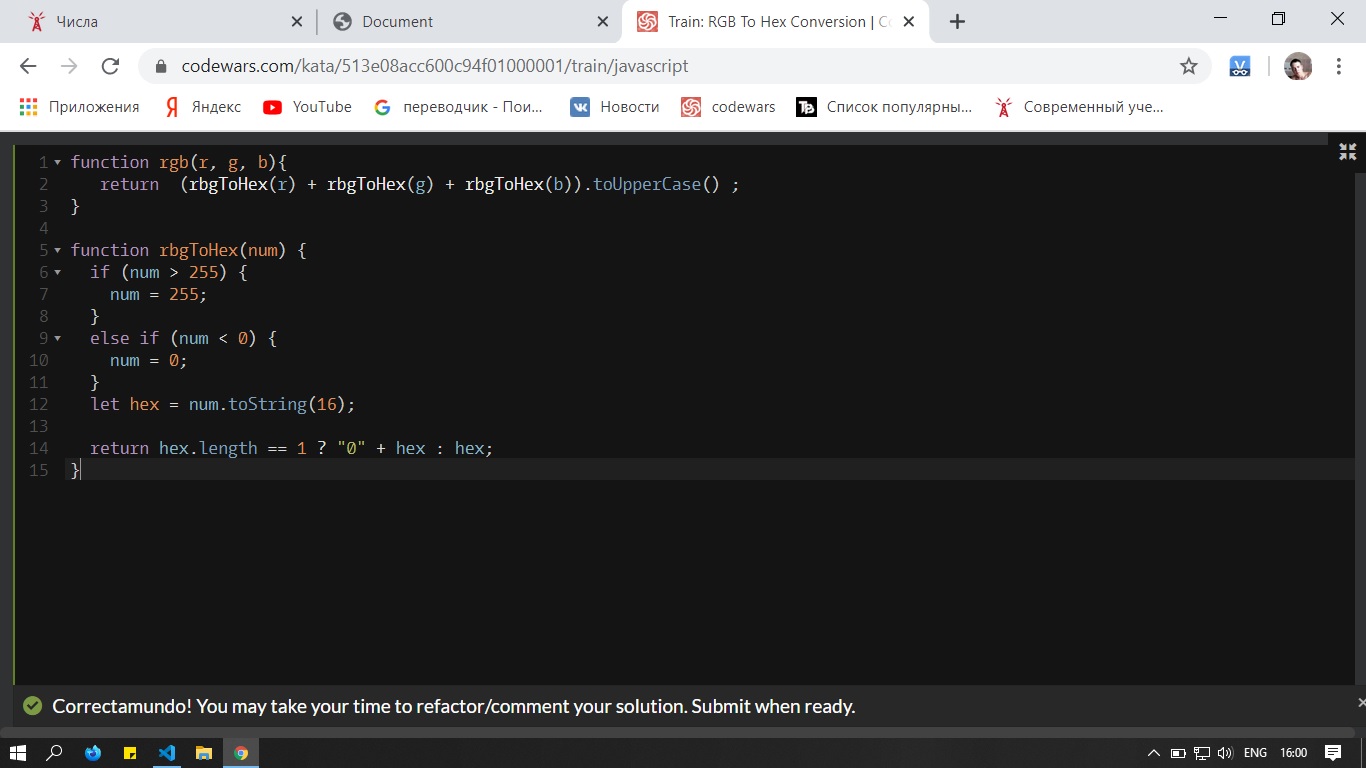 Числа
Document
Train: RGB To Hex Conversion | Co
codewars.com/kata/513e08acc600c94f01000001/train/javascript
Приложения Яндекс YouTube переводчик - Пои... Новости codewars Список популярны... Современный уче...
1 function rgb(r, g, b){
2 return (rbgToHex(r) + rbgToHex(g) + rbgToHex(b)).toUpperCase() ;
3 }
4
5 function rbgToHex(num) {
6 if (num > 255) {
7 num = 255;
8 }
9 else if (num < 0) {
10 num = 0;
11 }
12 let hex = num.toString(16);
13
14 return hex.length == 1 ? "0" + hex : hex;
15 }
Correctamundo! You may take your time to refactor/comment your solution. Submit when ready.
ENG 16:00